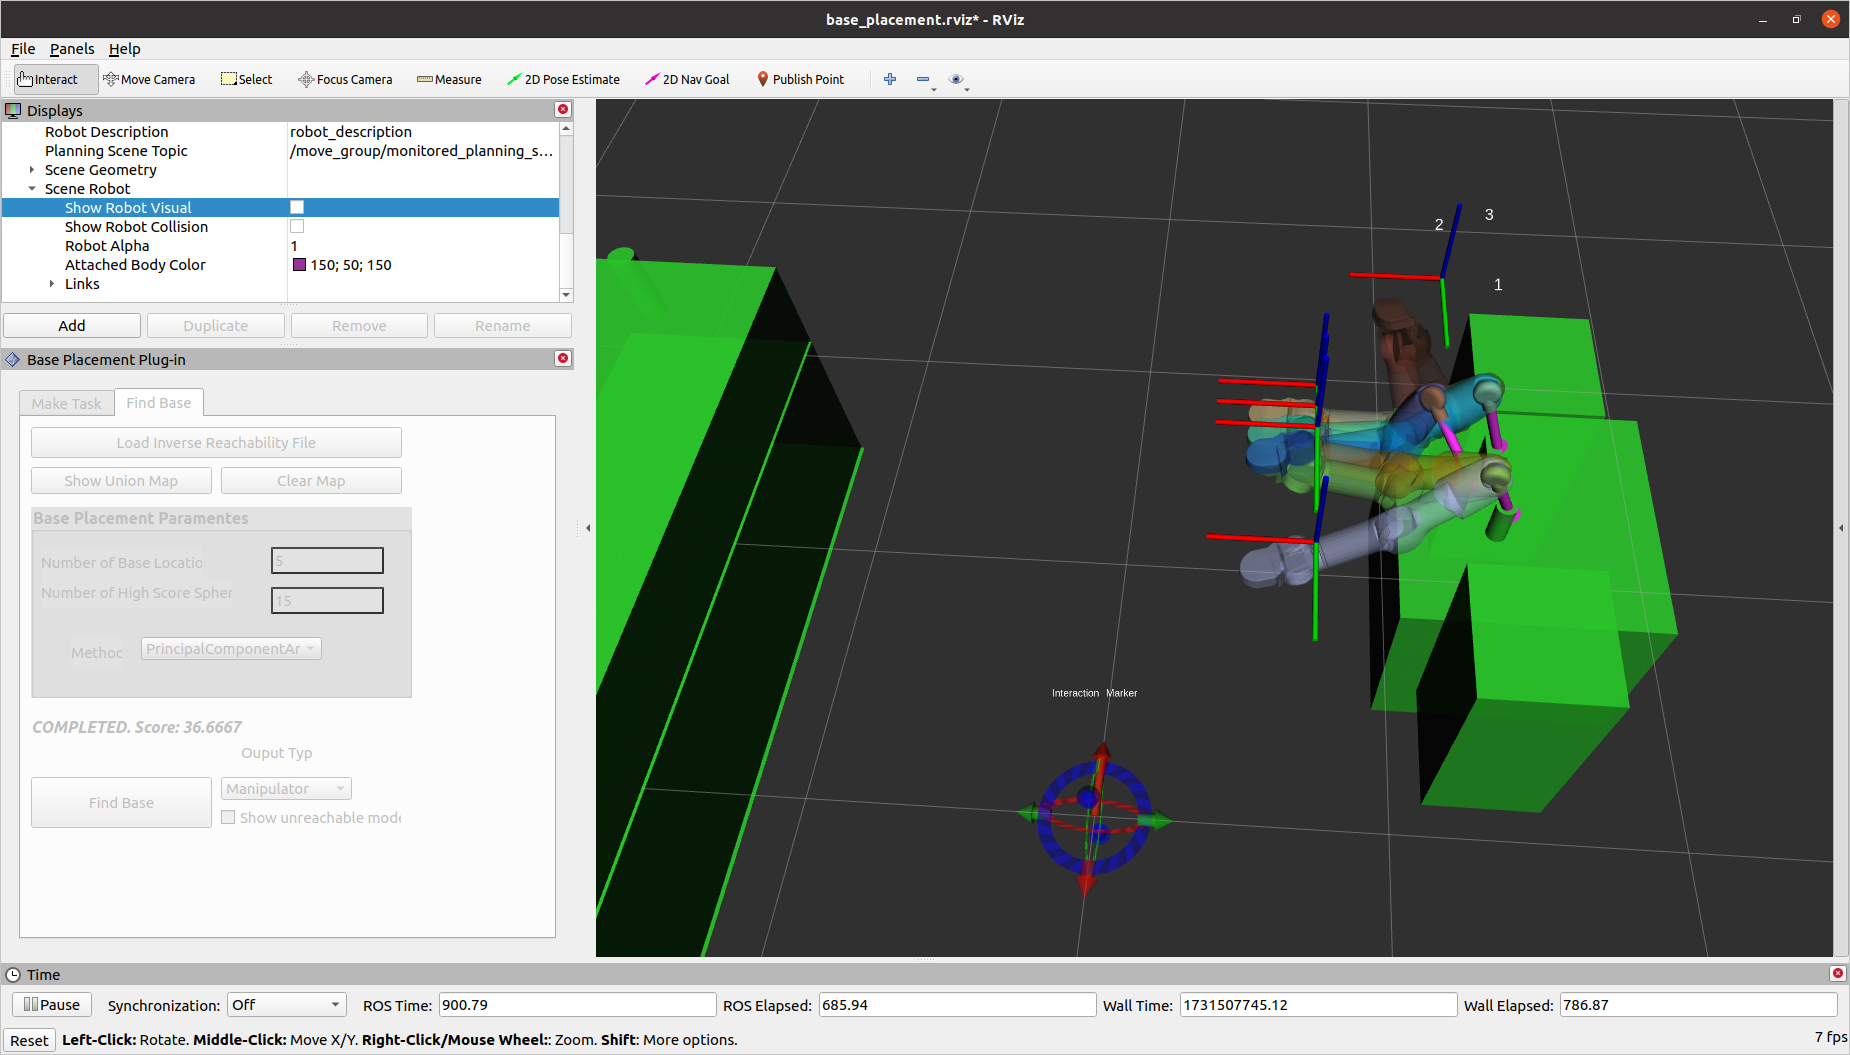 base_placement.rviz* - RViz
File Panels Help
Interact Move Camera Select Focus Camera Measure 2D Pose Estimate 2D Nav Goal Publish Point
Displays
Robot Description robot_description
Planning Scene Topic /move_group/monitored_planning_s...
Scene Geometry
Scene Robot
Show Robot Visual
Show Robot Collision
Robot Alpha 1
Attached Body Color 150; 50; 150
Links
Add Duplicate Remove Rename
Base Placement Plug-in
Make Task Find Base
Load Inverse Reachability File
Show Union Map Clear Map
Base Placement Paramentes
Number of Base Locatio 5
Number of High Score Spher 15
Methoc PrincipalComponentAr
COMPLETED. Score: 36.6667
Ouput Typ
Find Base Manipulator
Show unreachable mode
2 3
1
Interaction Marker
Time
Pause Synchronization: Off ROS Time: 900.79 ROS Elapsed: 685.94 Wall Time: 1731507745.12 Wall Elapsed: 786.87
Reset Left-Click: Rotate. Middle-Click: Move X/Y. Right-Click/Mouse Wheel:: Zoom. Shift: More options. 7 fps